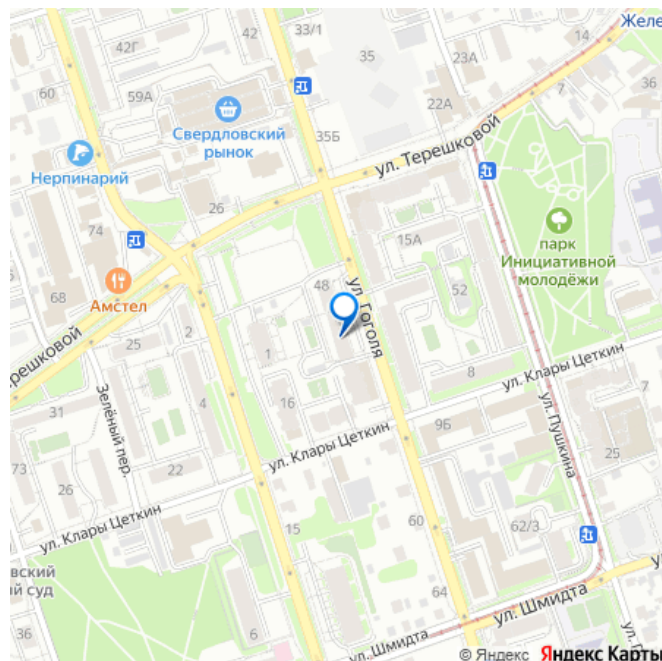 42Г
42
33/1
35
Желе
14
60
59А
22А
7
36
Свердловский
рынок
35Б
ул. Терешковой
Нерпинарий
26
74
15А
парк
Инициативной
молодёжи
68
Амстел
48
ул. Гоголя
52
25
2
1
ерешковой
8
ул. Клары Цеткин
31
Зелёный пер.
4
16
ул. Пушкина
9Б
ул. Клары Цеткин
73
22
26
25
ул. Клары Цеткин
15
60
62/3
вский
й суд
64
ул. Шмидта
36
6
ул. Шмидта
© Яндекс Яндекс Карты